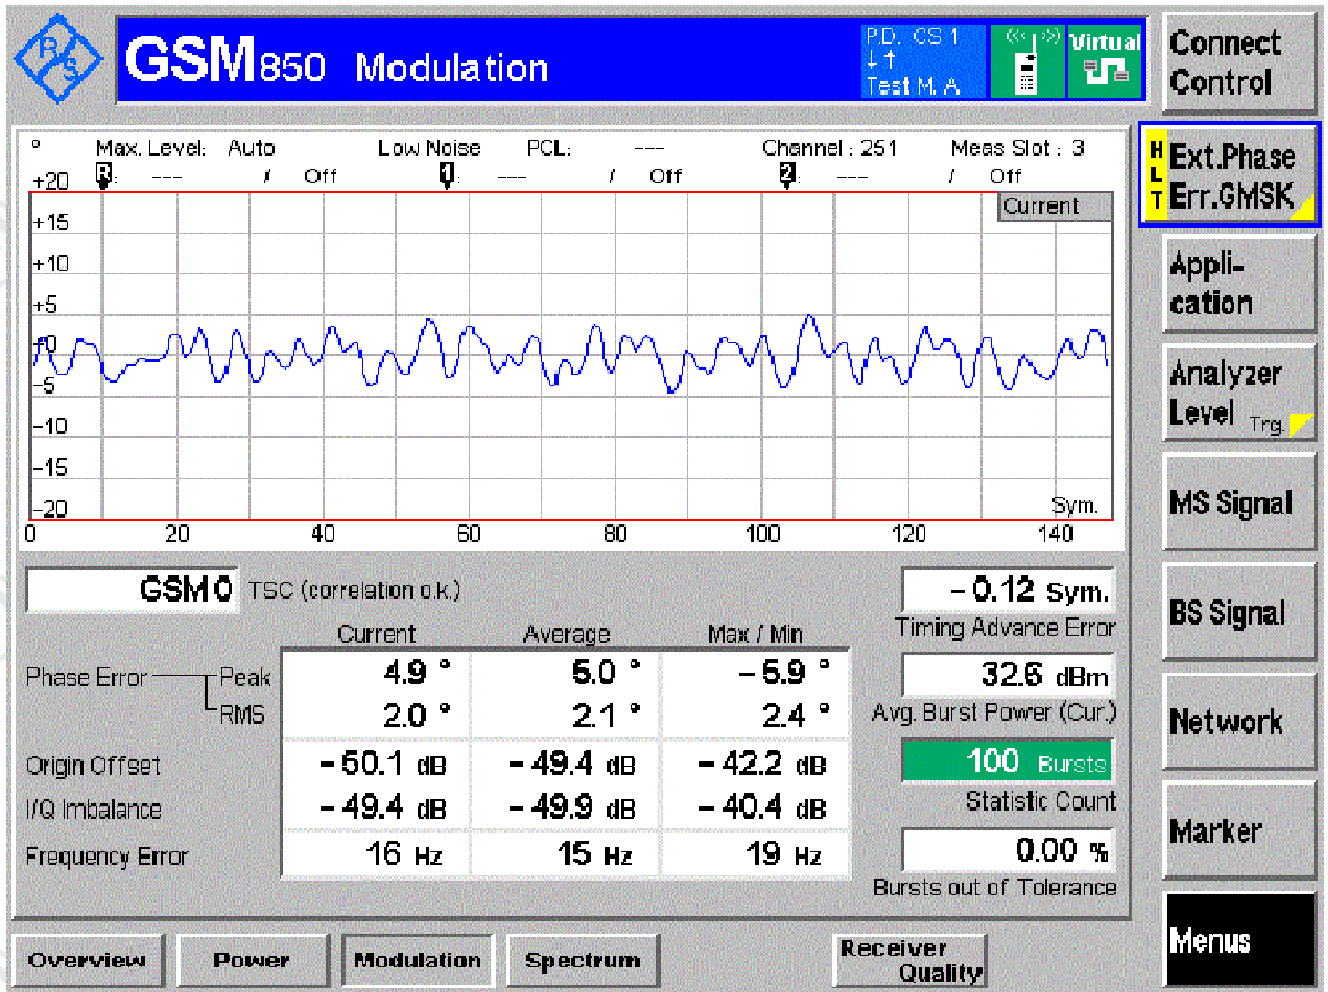 R S
GSM850 Modulation
P.D. CS 1
Test M. A.
Virtual
Connect
Control
° Max. Level: Auto Low Noise PCL: --- Channel : 251 Meas Slot : 3
R: --- / Off 1: --- / Off 2: --- / Off
Current
+20
+15
+10
+5
+0
-5
-10
-15
-20
Sym.
0 20 40 60 80 100 120 140
GSM 0 TSC (correlation o.k.)
Current Average Max / Min
Phase Error Peak 4.9 ° 5.0 ° -5.9 °
RMS 2.0 ° 2.1 ° 2.4 °
Origin Offset -50.1 dB -49.4 dB -42.2 dB
I/Q Imbalance -49.4 dB -49.9 dB -40.4 dB
Frequency Error 16 Hz 15 Hz 19 Hz
-0.12 Sym.
Timing Advance Error
32.6 dBm
Avg. Burst Power (Cur.)
100 Bursts
Statistic Count
0.00 %
Bursts out of Tolerance
HLT
Ext.Phase
Err.GMSK
Appli-
cation
Analyzer
Level Trg.
MS Signal
BS Signal
Network
Marker
Menus
Overview Power Modulation Spectrum Receiver
Quality